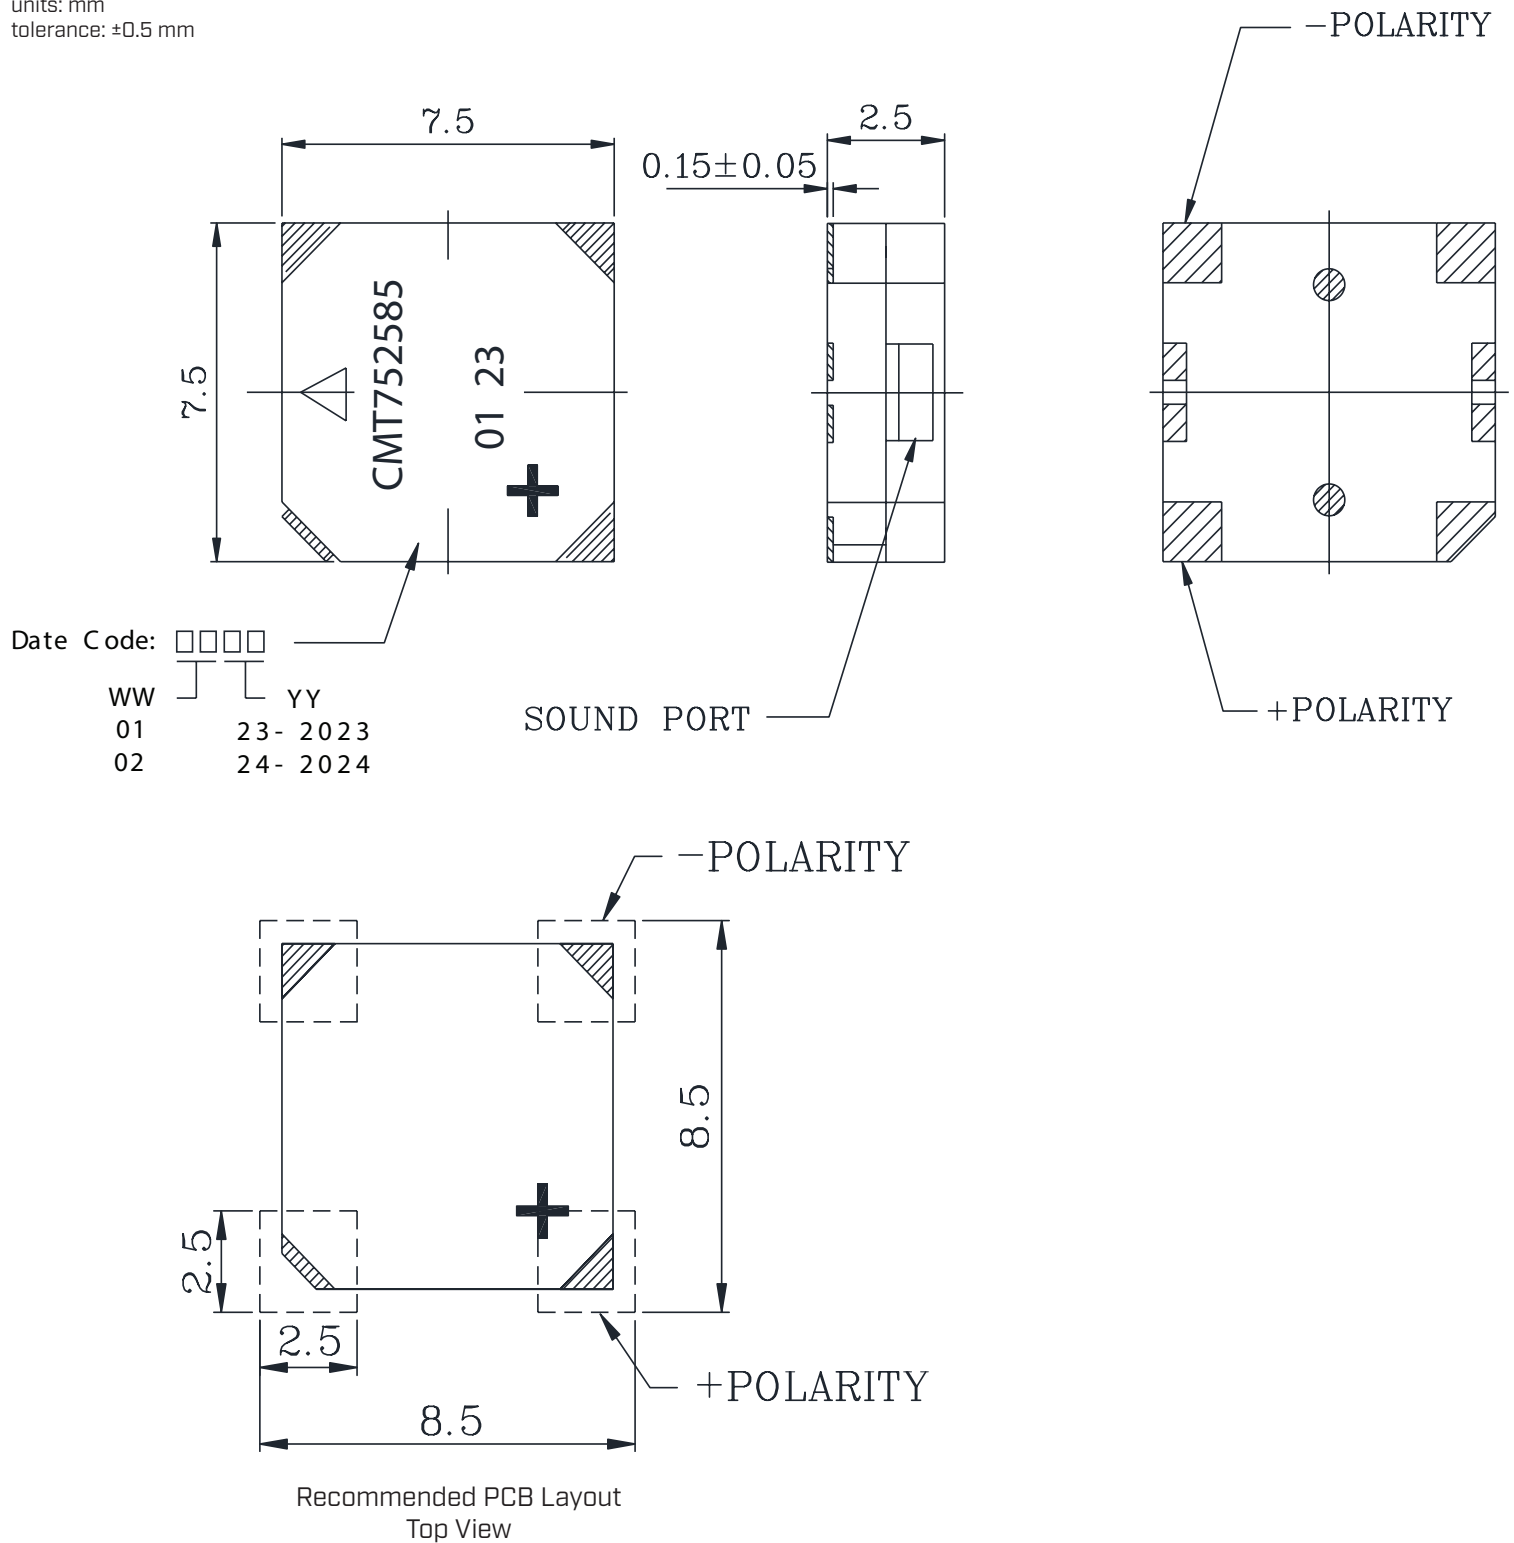 units: mm
tolerance: ±0.5 mm
−POLARITY
7.5
2.5
0.15±0.05
7.5
CMT752585
01 23
+
Date Code: □□□□
WW YY
01 23- 2023
02 24- 2024
SOUND PORT
+POLARITY
−POLARITY
8.5
+
2.5
2.5
+POLARITY
8.5
Recommended PCB Layout
Top View